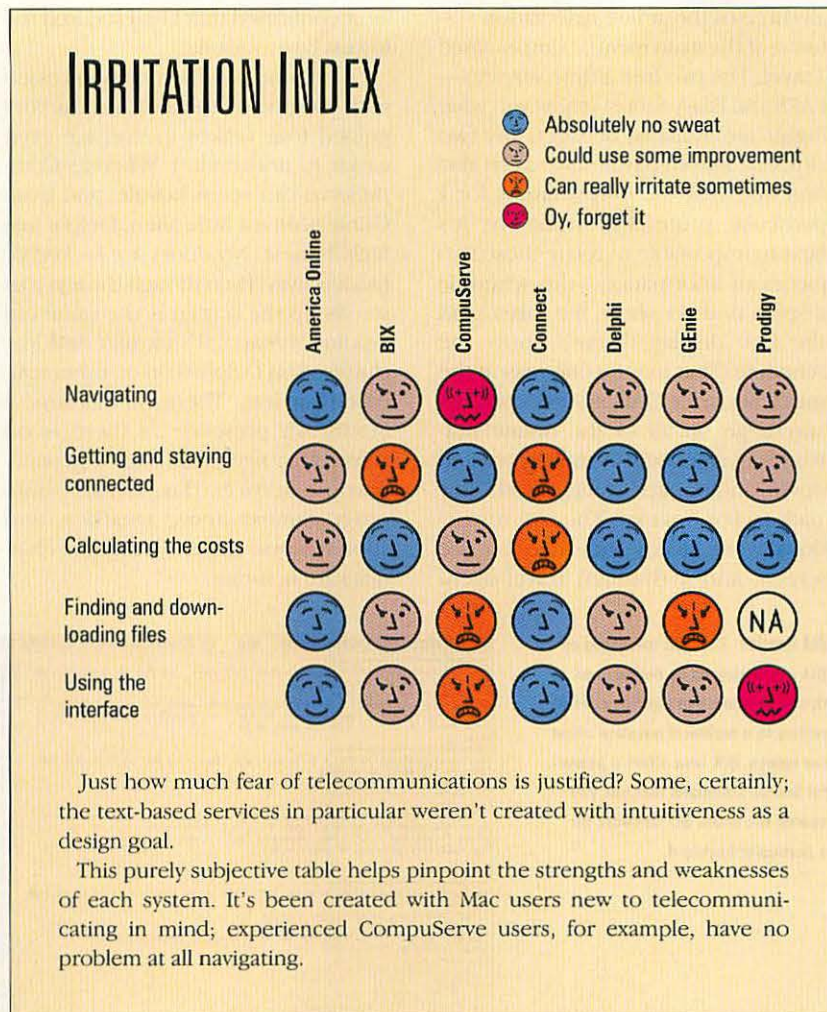 IRRITATION INDEX
Absolutely no sweat
Could use some improvement
Can really irritate sometimes
Oy, forget it
America Online
BIX
CompuServe
Connect
Delphi
GEnie
Prodigy
Navigating
Getting and staying
connected
Calculating the costs
Finding and down-
loading files
NA
Using the
interface
Just how much fear of telecommunications is justified? Some, certainly;
the text-based services in particular weren't created with intuitiveness as a
design goal.
This purely subjective table helps pinpoint the strengths and weaknesses
of each system. It's been created with Mac users new to telecommuni-
cating in mind; experienced CompuServe users, for example, have no
problem at all navigating.